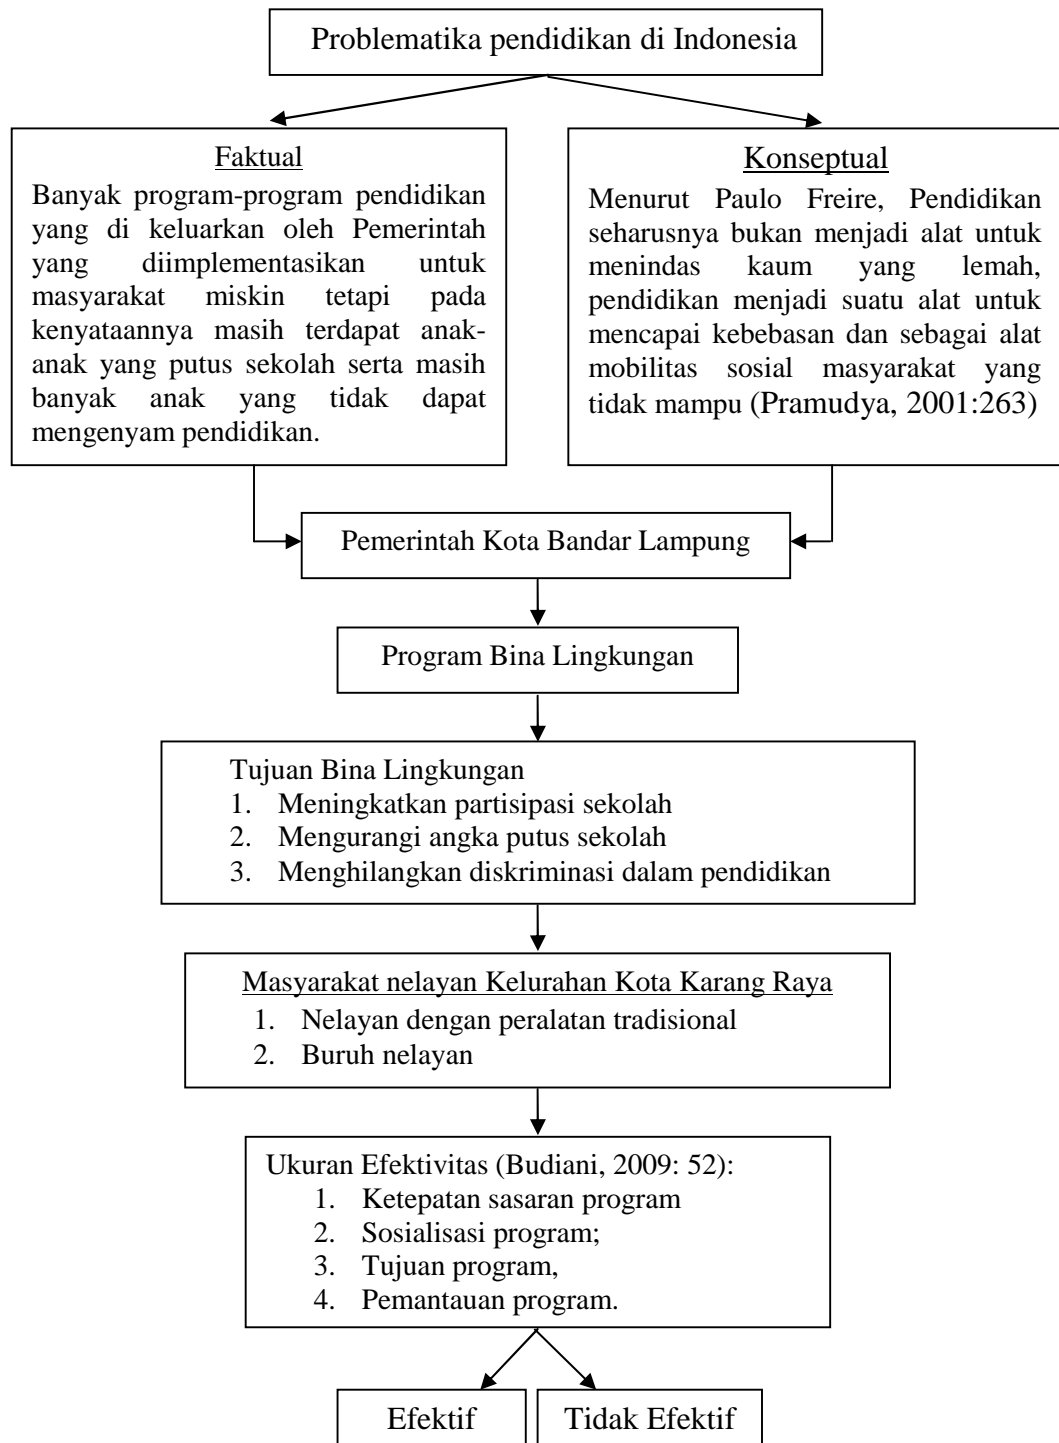 Problematika pendidikan di Indonesia
Faktual
Banyak program-program pendidikan
yang di keluarkan oleh Pemerintah
yang diimplementasikan untuk
masyarakat miskin tetapi pada
kenyataannya masih terdapat anak-
anak yang putus sekolah serta masih
banyak anak yang tidak dapat
mengenyam pendidikan.
Konseptual
Menurut Paulo Freire, Pendidikan
seharusnya bukan menjadi alat untuk
menindas kaum yang lemah,
pendidikan menjadi suatu alat untuk
mencapai kebebasan dan sebagai alat
mobilitas sosial masyarakat yang
tidak mampu (Pramudya, 2001:263)
Pemerintah Kota Bandar Lampung
Program Bina Lingkungan
Tujuan Bina Lingkungan
1. Meningkatkan partisipasi sekolah
2. Mengurangi angka putus sekolah
3. Menghilangkan diskriminasi dalam pendidikan
Masyarakat nelayan Kelurahan Kota Karang Raya
1. Nelayan dengan peralatan tradisional
2. Buruh nelayan
Ukuran Efektivitas (Budiani, 2009: 52):
1. Ketepatan sasaran program
2. Sosialisasi program;
3. Tujuan program,
4. Pemantauan program.
Efektif
Tidak Efektif